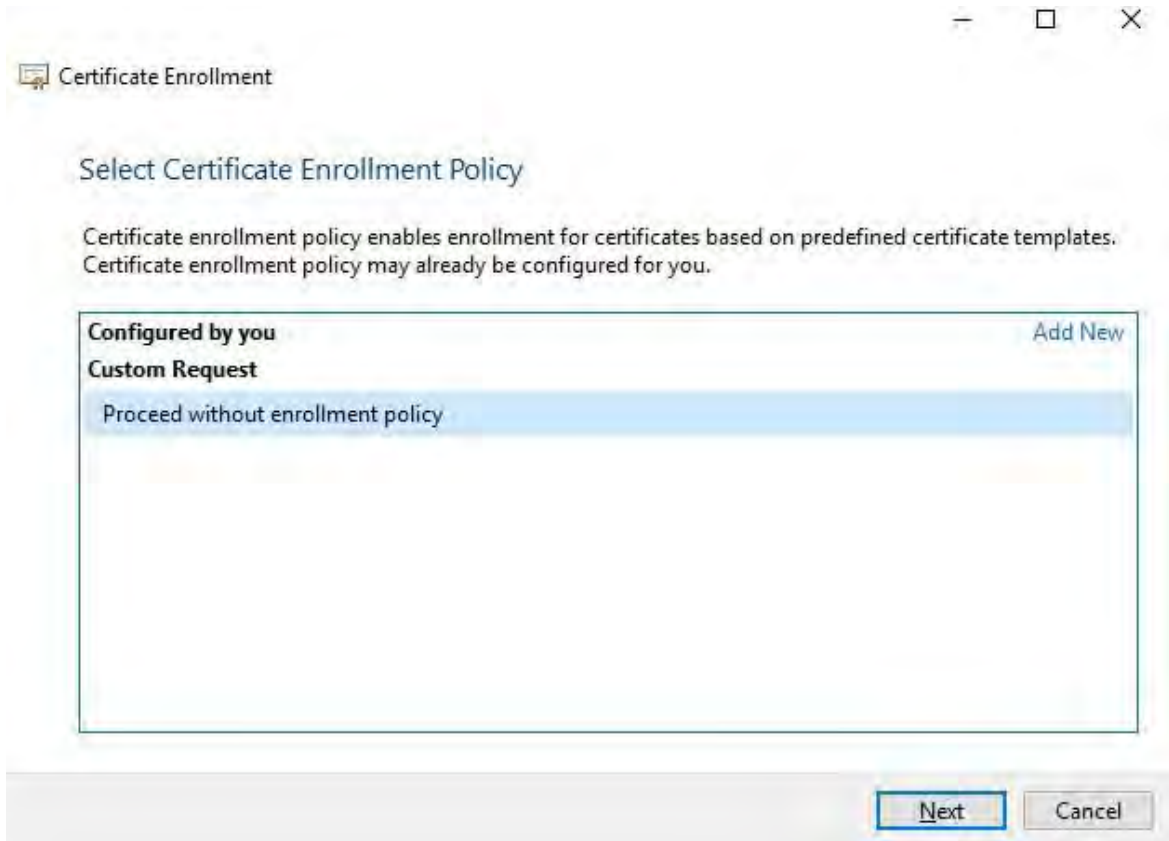 Certificate Enrollment
Select Certificate Enrollment Policy
Certificate enrollment policy enables enrollment for certificates based on predefined certificate templates.
Certificate enrollment policy may already be configured for you.
Configured by you Add New
Custom Request
Proceed without enrollment policy
Next Cancel